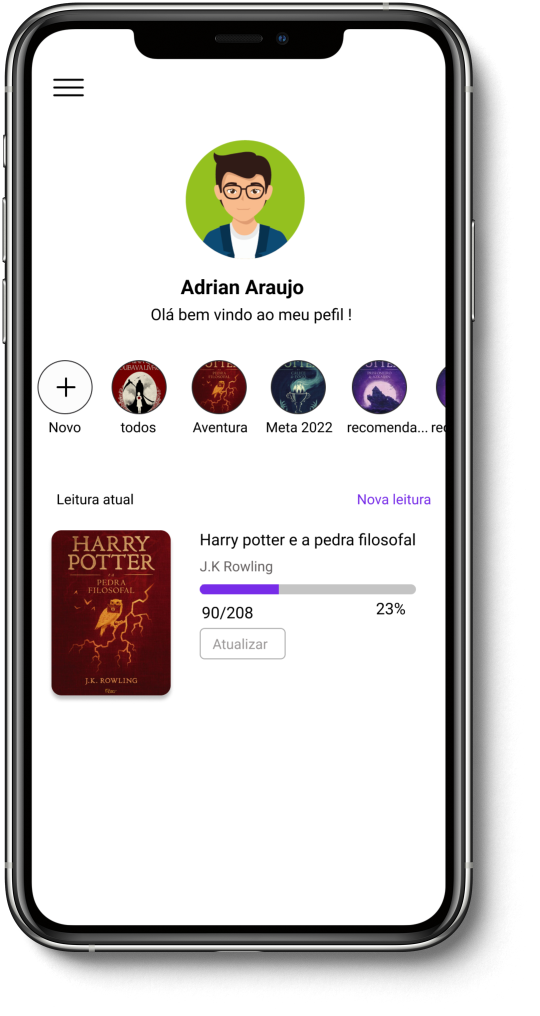 Adrian Araujo
Olá bem vindo ao meu pefil !
Novo
todos
Aventura
Meta 2022
recomenda...
rec
Leitura atual
Nova leitura
HARRY
POTTER
PEDRA
FILOSOFAL
J.K. ROWLING
Harry potter e a pedra filosofal
J.K Rowling
90/208
23%
Atualizar